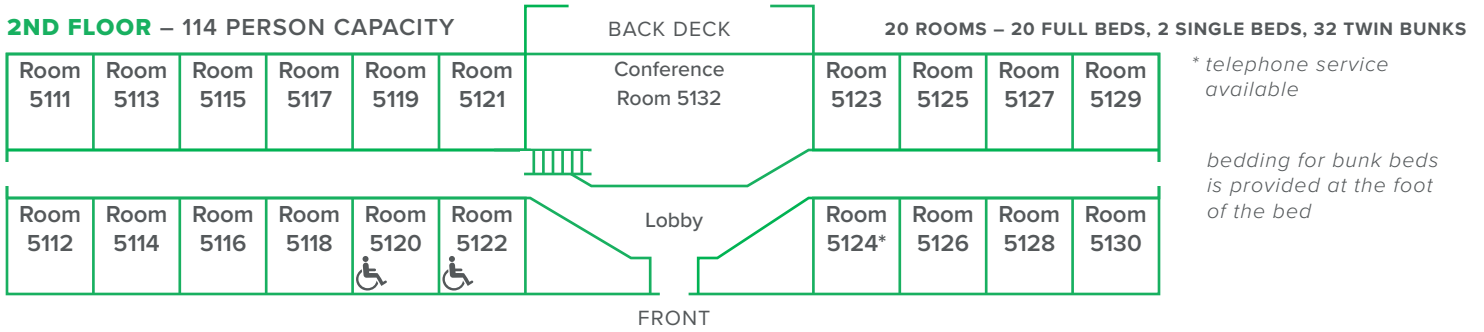 2ND FLOOR – 114 PERSON CAPACITY
BACK DECK
20 ROOMS – 20 FULL BEDS, 2 SINGLE BEDS, 32 TWIN BUNKS
Room 5111
Room 5113
Room 5115
Room 5117
Room 5119
Room 5121
Conference
Room 5132
Room 5123
Room 5125
Room 5127
Room 5129
* telephone service
available
bedding for bunk beds
is provided at the foot
of the bed
Room 5112
Room 5114
Room 5116
Room 5118
Room 5120
Room 5122
Lobby
Room 5124*
Room 5126
Room 5128
Room 5130
FRONT